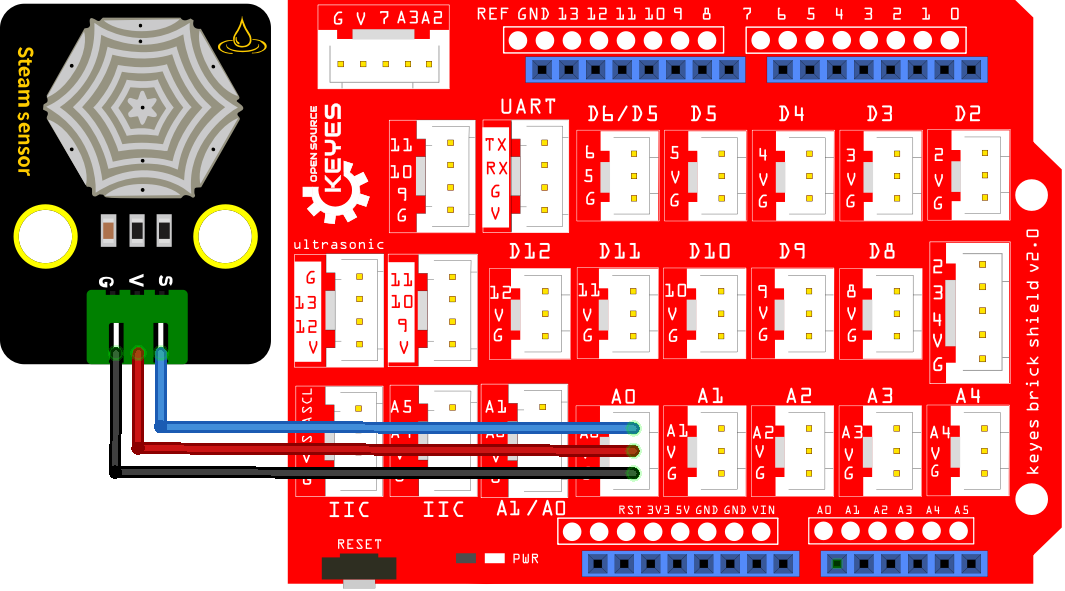 Steam sensor
G V S
G V 7 A3 A2
REF GND 13 12 11 10 9 8
7 6 5 4 3 2 1 0
OPEN SOURCE
KEYES
11
10
9
G
UART
TX
RX
G
V
D6/D5
6
5
G
D5
5
V
G
D4
4
V
G
D3
3
V
G
D2
2
V
G
ultrasonic
G
13
12
V
11
10
9
V
D12
12
V
G
D11
11
V
G
D10
10
V
G
D9
9
V
G
D8
8
V
G
2
3
4
V
G
keyes brick shield v2.0
SCL
IIC
A5
IIC
A1
A1/A0
A0
A1
A1
V
G
A2
A2
V
G
A3
A3
V
G
A4
A4
V
G
RST 3V3 5V GND GND VIN
A0 A1 A2 A3 A4 A5
RESET
PWR